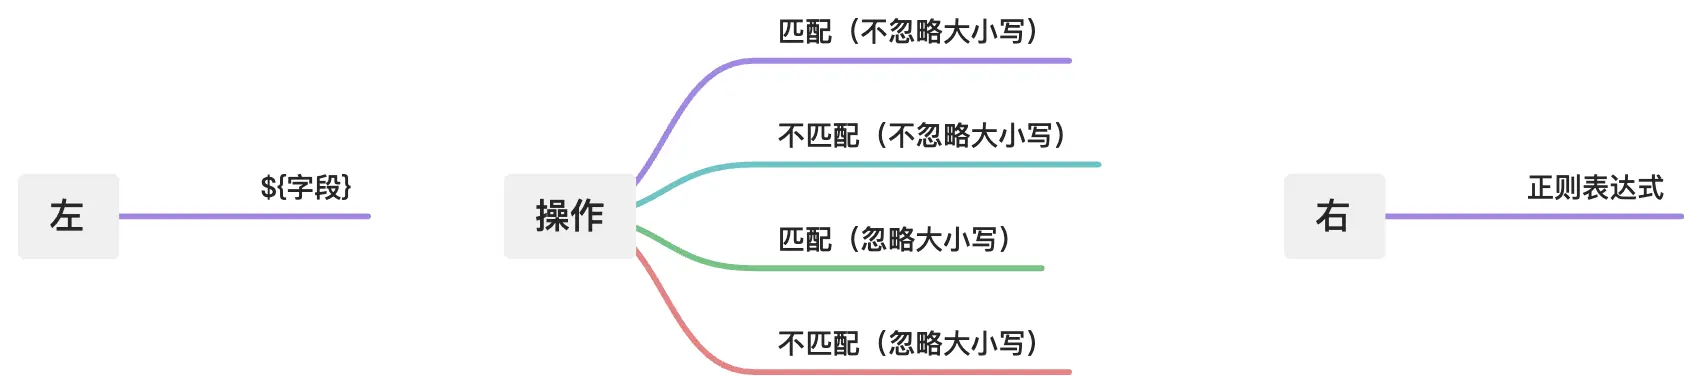 左
${字段}
操作
匹配（不忽略大小写）
不匹配（不忽略大小写）
匹配（忽略大小写）
不匹配（忽略大小写）
右
正则表达式